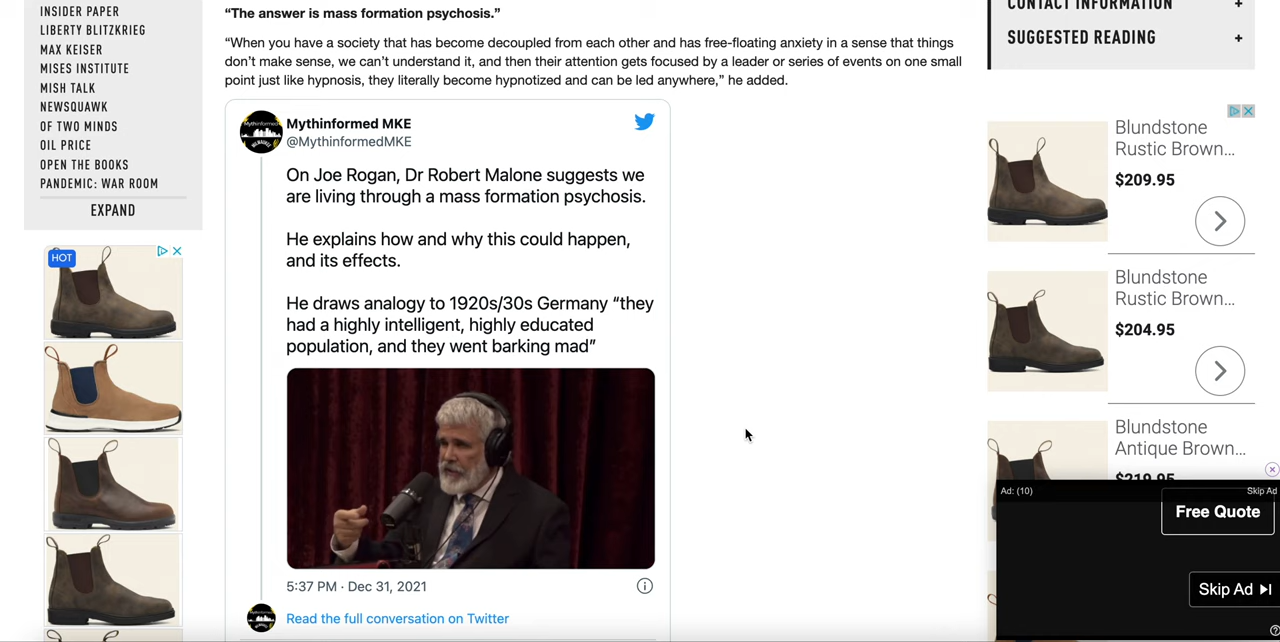 INSIDER PAPER
LIBERTY BLITZKRIEG
MAX KEISER
MISES INSTITUTE
MISH TALK
NEWSQUAWK
OF TWO MINDS
OIL PRICE
OPEN THE BOOKS
PANDEMIC: WAR ROOM
EXPAND
HOT
“The answer is mass formation psychosis.”
“When you have a society that has become decoupled from each other and has free-floating anxiety in a sense that things
don’t make sense, we can’t understand it, and then their attention gets focused by a leader or series of events on one small
point just like hypnosis, they literally become hypnotized and can be led anywhere,” he added.
Mythinformed MKE
@MythinformedMKE
On Joe Rogan, Dr Robert Malone suggests we
are living through a mass formation psychosis.
He explains how and why this could happen,
and its effects.
He draws analogy to 1920s/30s Germany “they
had a highly intelligent, highly educated
population, and they went barking mad”
5:37 PM · Dec 31, 2021
Read the full conversation on Twitter
CONTACT INFORMATION +
SUGGESTED READING +
Blundstone
Rustic Brown...
$209.95
Blundstone
Rustic Brown...
$204.95
Blundstone
Antique Brown...
$219.95
Ad: (10)
Skip Ad
Free Quote
Skip Ad